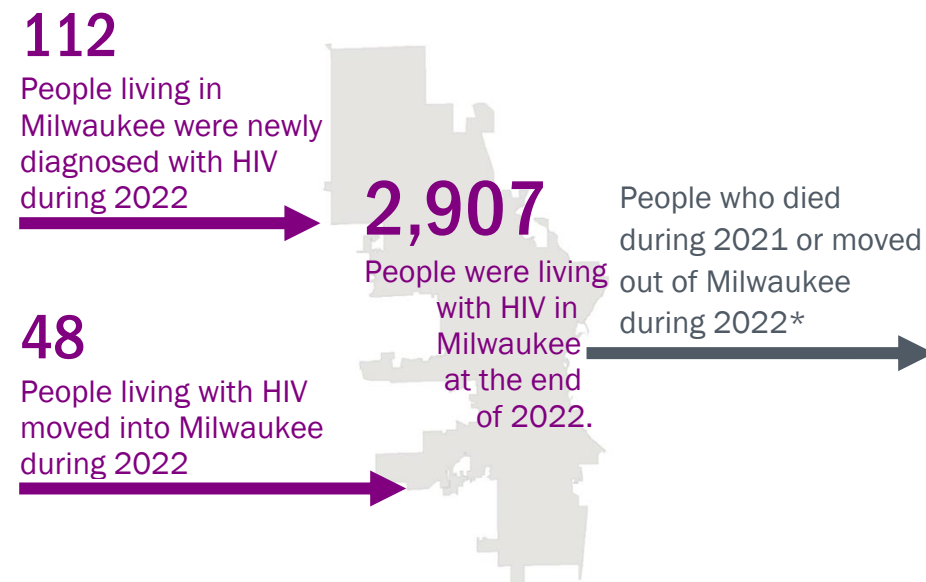 112
People living in
Milwaukee were newly
diagnosed with HIV
during 2022
48
People living with HIV
moved into Milwaukee
during 2022
2,907
People were living
with HIV in
Milwaukee
at the end
of 2022.
People who died
during 2021 or moved
out of Milwaukee
during 2022*